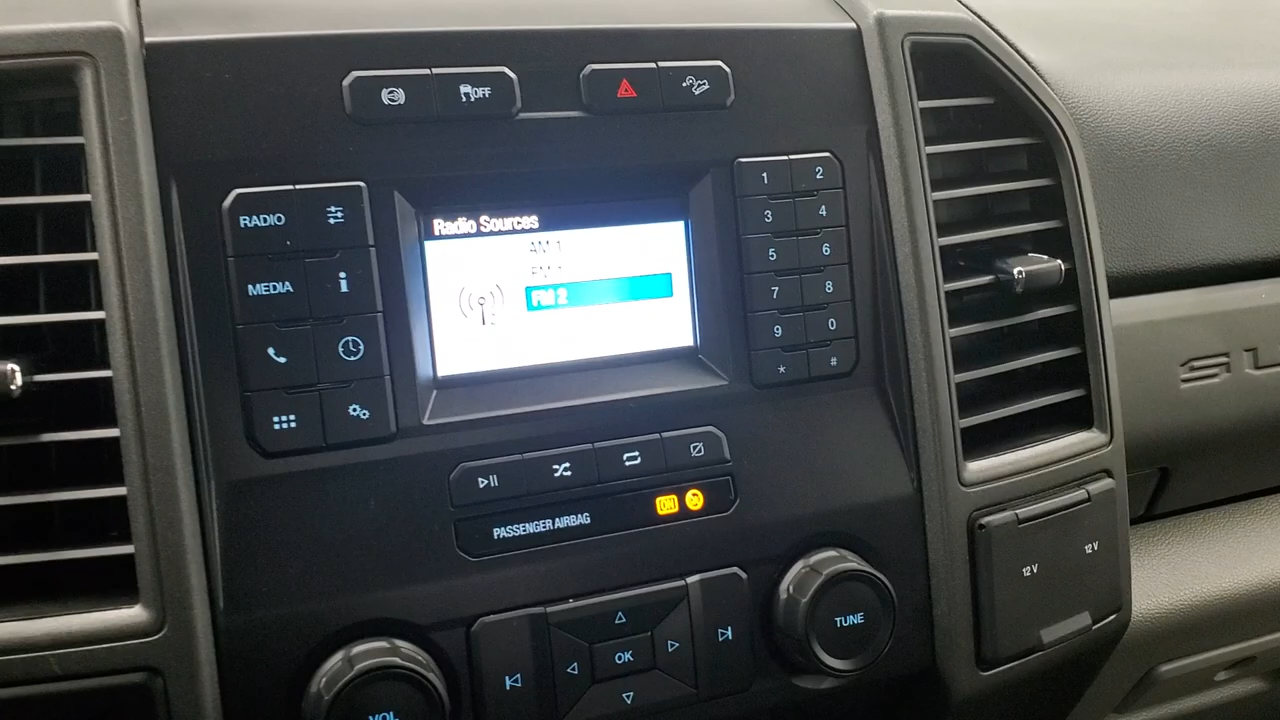 OFF
RADIO
MEDIA
i
Radio Sources
AM 1
FM 1
FM 2
1 2
3 4
5 6
7 8
9 0
* #
PASSENGER AIRBAG
ON
OK
TUNE
VOL
12 V
12 V
SU